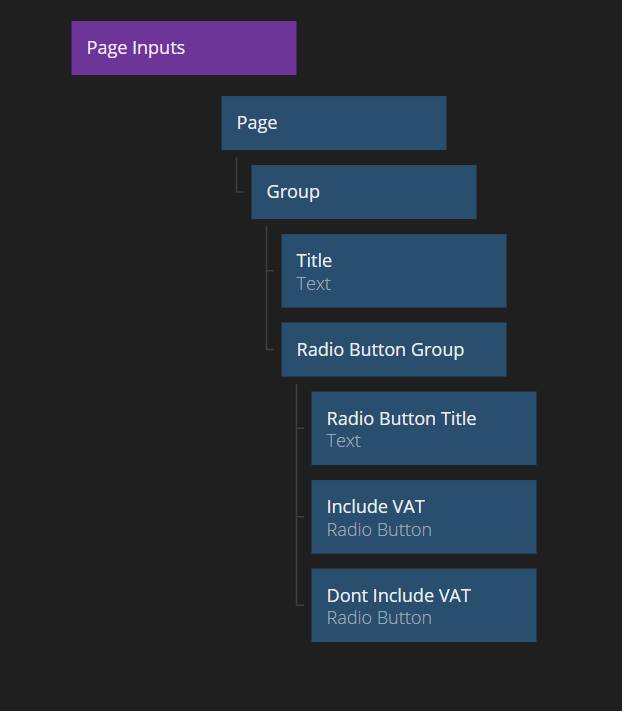 Page Inputs
Page
Group
Title
Text
Radio Button Group
Radio Button Title
Text
Include VAT
Radio Button
Dont Include VAT
Radio Button